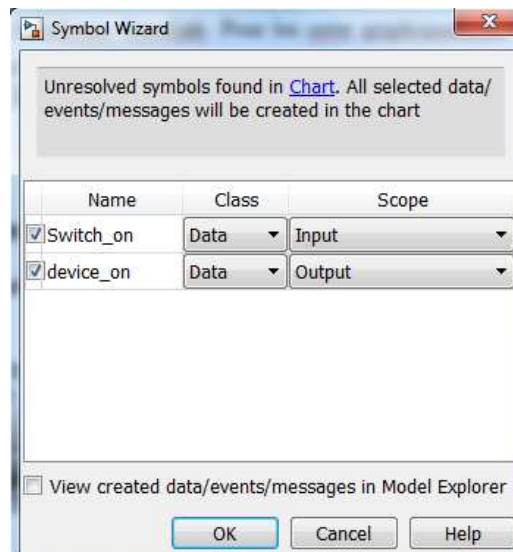 Symbol Wizard
Unresolved symbols found in Chart. All selected data/
events/messages will be created in the chart
Name Class Scope
Switch_on Data Input
device_on Data Output
View created data/events/messages in Model Explorer
OK Cancel Help